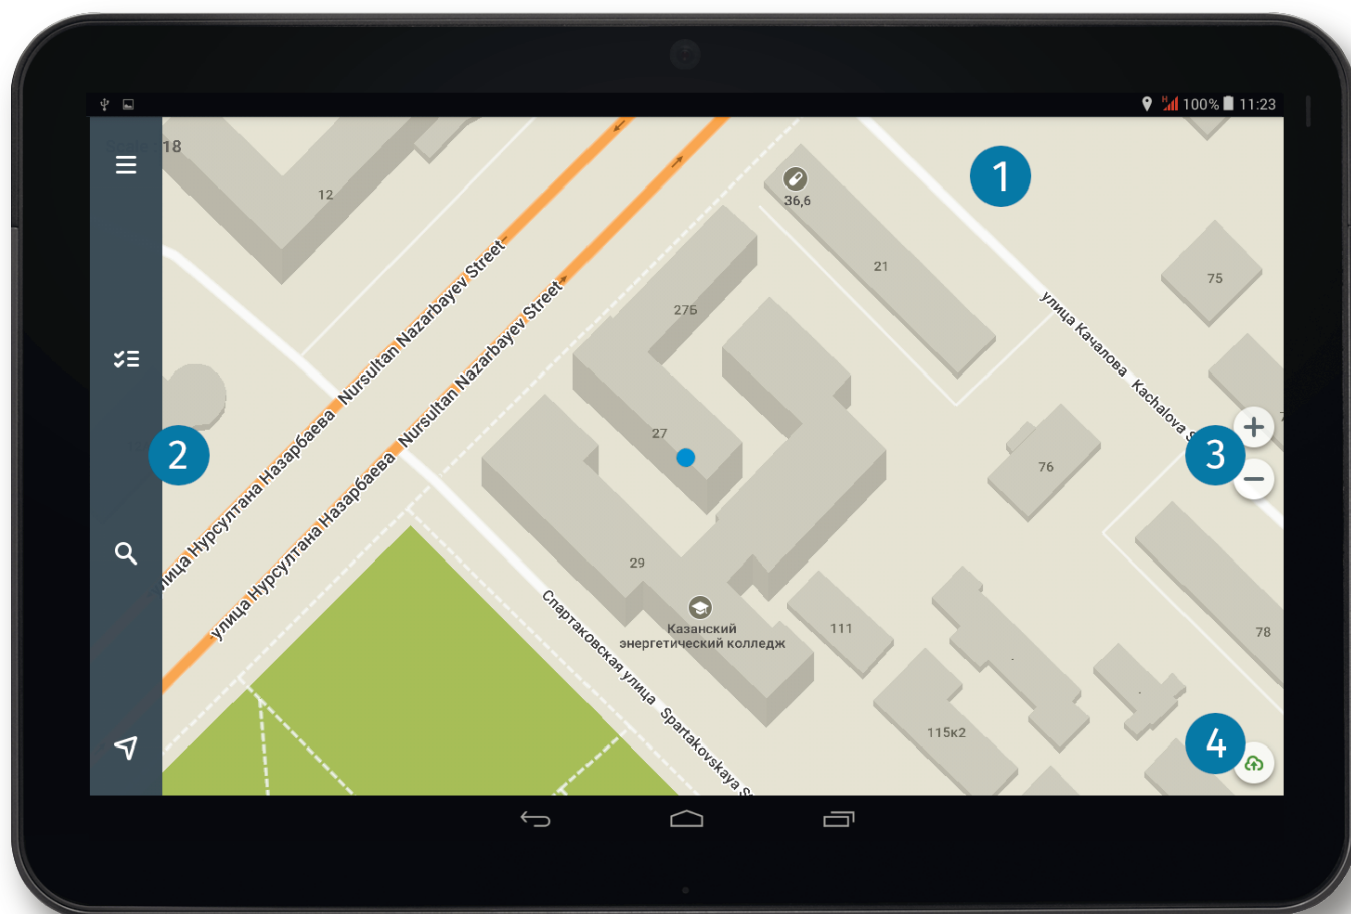 H 100% 11:23
18
12
1
36,6
21
75
27Б
улица Нурсултана Назарбаева Nursultan Nazarbayev Street
улица Нурсултана Назарбаева Nursultan Nazarbayev Street
улица Качалова Kachalova S
2
27
3
76
29
Казанский
энергетический колледж
111
78
Спартаковская улица Spartakovskaya S
115к2
4